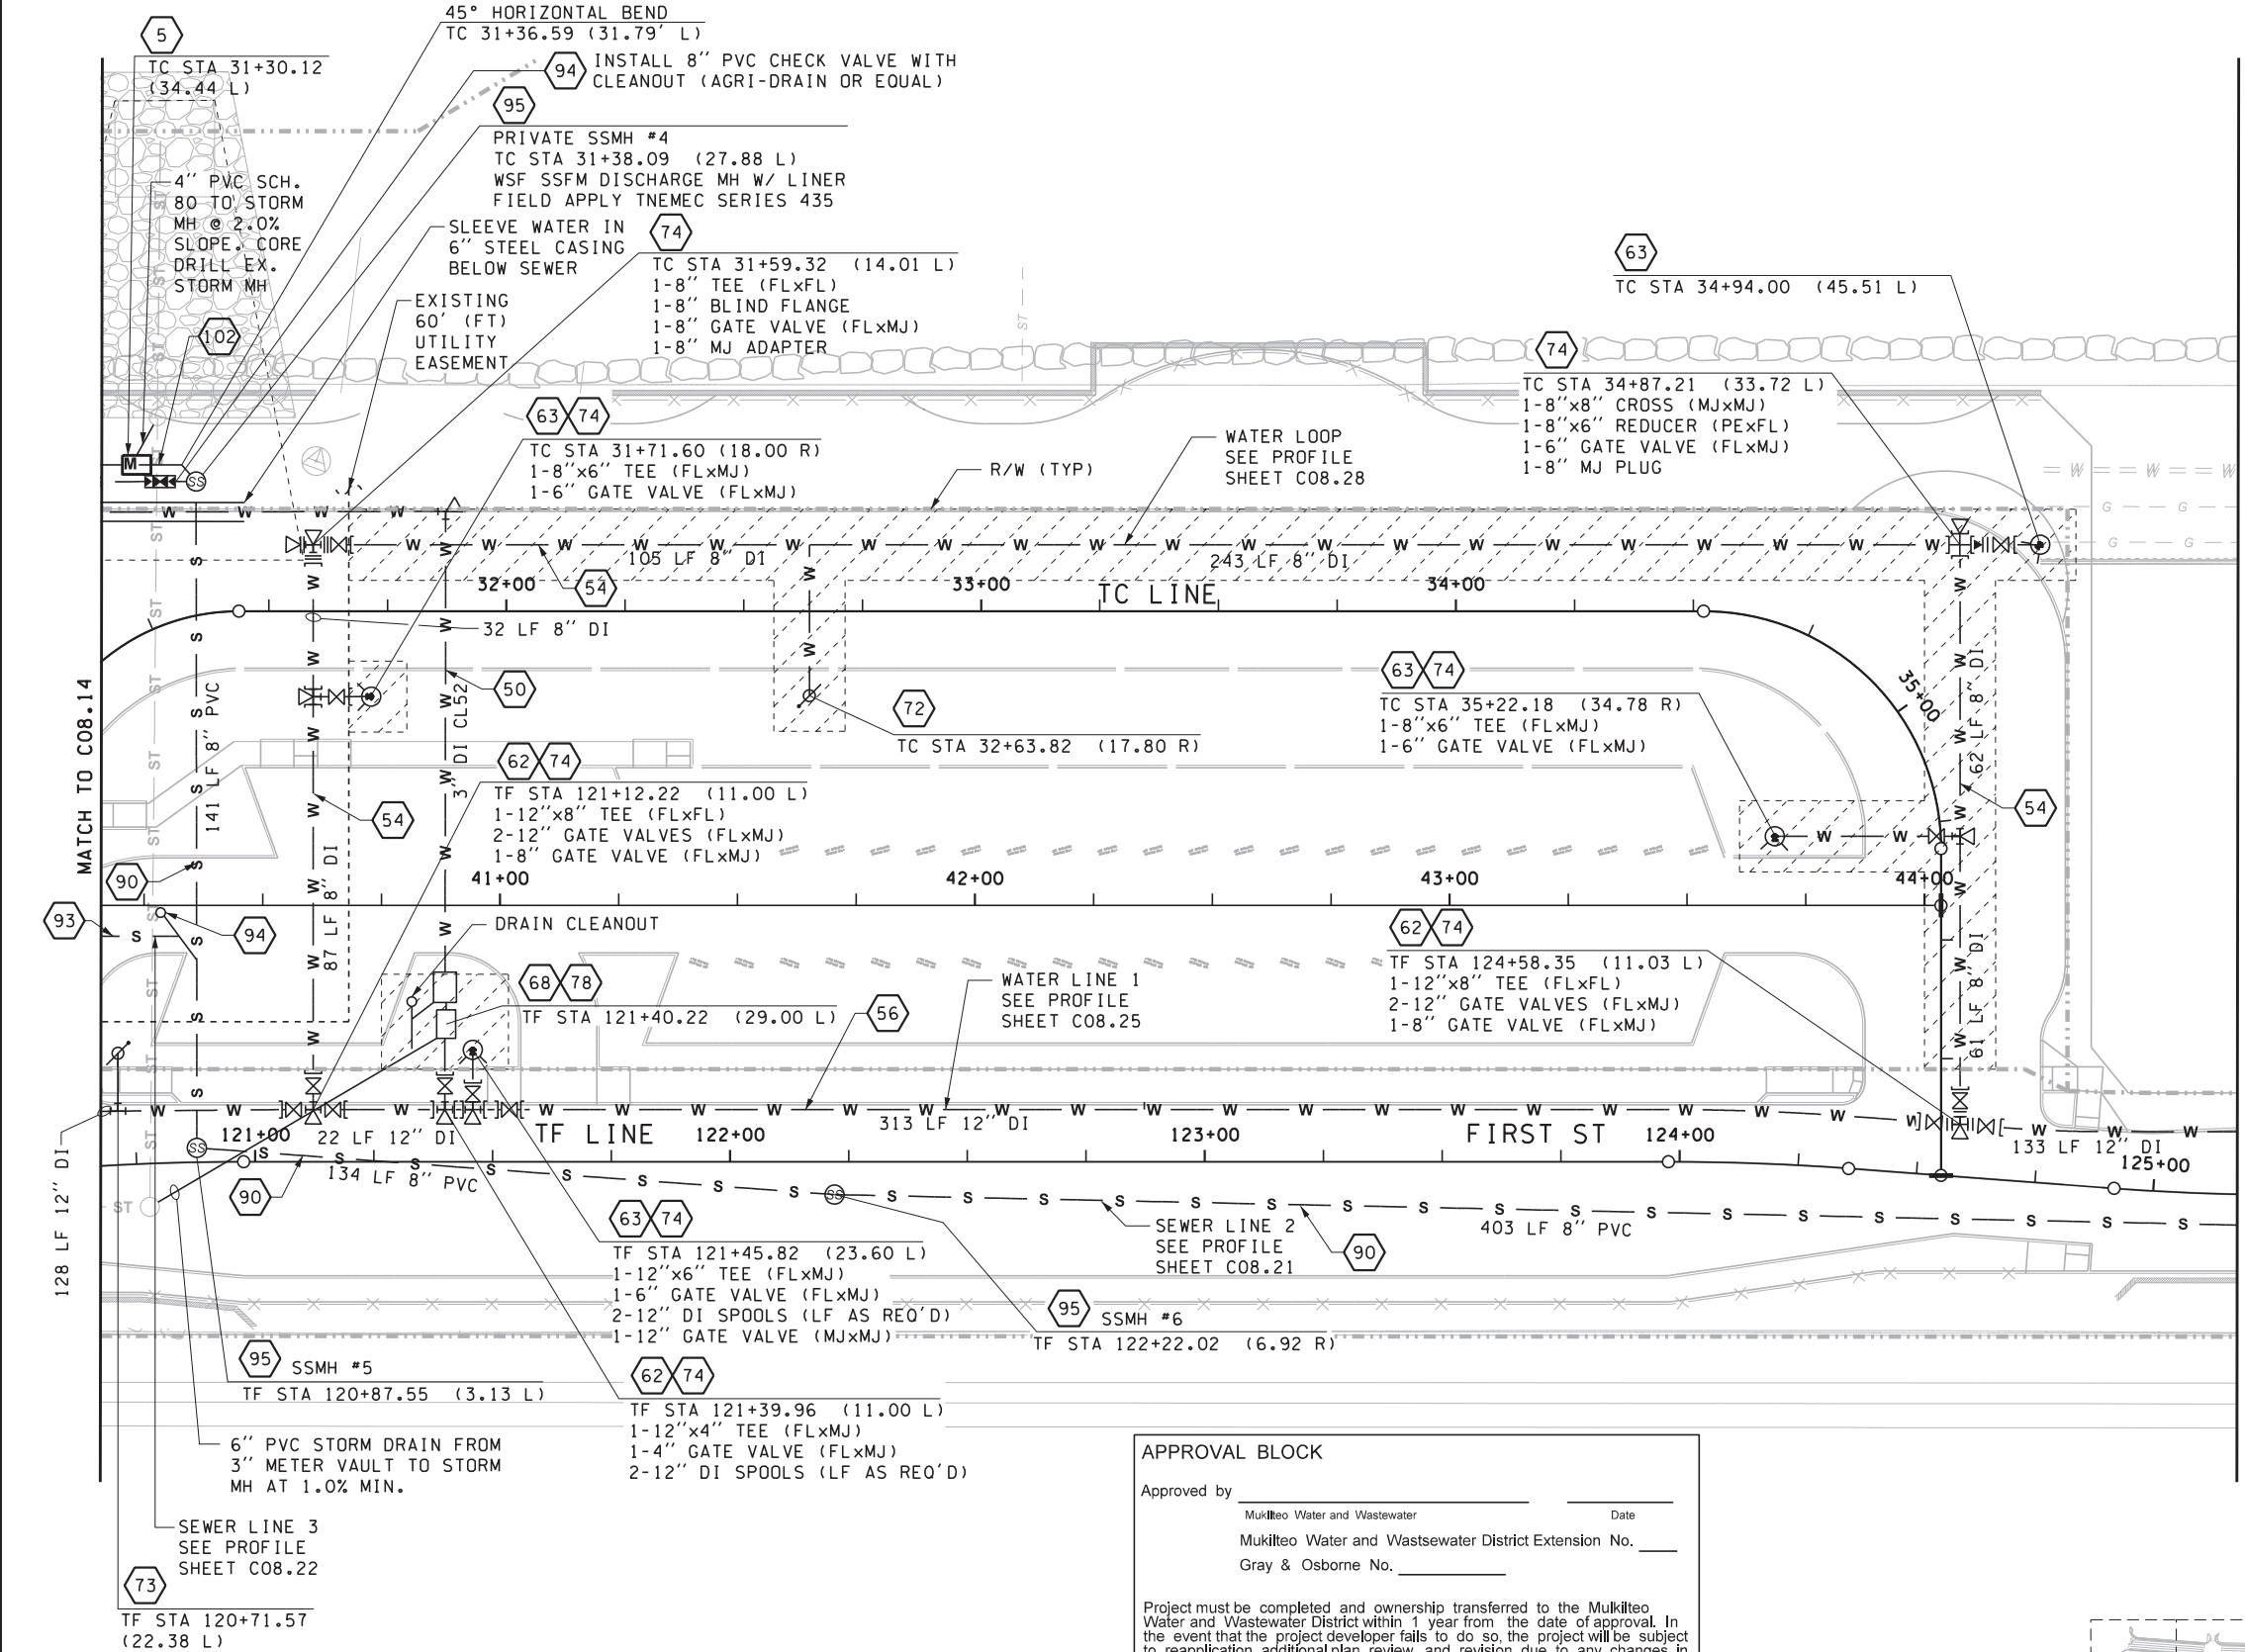 45° HORIZONTAL BEND
TC 31+36.59 (31.79' L)
5
TC STA 31+30.12
(34.44 L)
94
INSTALL 8" PVC CHECK VALVE WITH
CLEANOUT (AGRI-DRAIN OR EQUAL)
95
PRIVATE SSMH #4
TC STA 31+38.09 (27.88 L)
WSF SSFM DISCHARGE MH W/ LINER
FIELD APPLY TNEMEC SERIES 435
4" PVC SCH.
80 TO STORM
MH @ 2.0%
SLOPE. CORE
DRILL EX.
STORM MH
SLEEVE WATER IN
6" STEEL CASING
BELOW SEWER
74
TC STA 31+59.32 (14.01 L)
1-8" TEE (FLxFL)
1-8" BLIND FLANGE
1-8" GATE VALVE (FLxMJ)
1-8" MJ ADAPTER
63
TC STA 34+94.00 (45.51 L)
EXISTING
60' (FT)
UTILITY
EASEMENT
102
74
TC STA 34+87.21 (33.72 L)
1-8"x8" CROSS (MJxMJ)
1-8"x6" REDUCER (PExFL)
1-6" GATE VALVE (FLxMJ)
1-8" MJ PLUG
63 74
TC STA 31+71.60 (18.00 R)
1-8"x6" TEE (FLxMJ)
1-6" GATE VALVE (FLxMJ)
R/W (TYP)
WATER LOOP
SEE PROFILE
SHEET C08.28
M
SS
105 LF 8" DI
243 LF 8" DI
54
32+00
33+00
TC LINE
34+00
35+00
32 LF 8" DI
50
3" DI CL52
72
TC STA 32+63.82 (17.80 R)
63 74
TC STA 35+22.18 (34.78 R)
1-8"x6" TEE (FLxMJ)
1-6" GATE VALVE (FLxMJ)
62 LF 8" DI
54
MATCH TO C08.14
141 LF 8" PVC
62 74
TF STA 121+12.22 (11.00 L)
1-12"x8" TEE (FLxFL)
2-12" GATE VALVES (FLxMJ)
1-8" GATE VALVE (FLxMJ)
54
87 LF 8" DI
90
41+00
42+00
43+00
44+00
93
94
DRAIN CLEANOUT
68 78
TF STA 121+40.22 (29.00 L)
56
WATER LINE 1
SEE PROFILE
SHEET C08.25
62 74
TF STA 124+58.35 (11.03 L)
1-12"x8" TEE (FLxFL)
2-12" GATE VALVES (FLxMJ)
1-8" GATE VALVE (FLxMJ)
61 LF 8" DI
128 LF 12" DI
121+00
22 LF 12" DI
TF LINE
122+00
313 LF 12" DI
123+00
FIRST ST
124+00
133 LF 12" DI
125+00
SS
134 LF 8" PVC
90
ST
SS
403 LF 8" PVC
SEWER LINE 2
SEE PROFILE
SHEET C08.21
90
63 74
TF STA 121+45.82 (23.60 L)
1-12"x6" TEE (FLxMJ)
1-6" GATE VALVE (FLxMJ)
2-12" DI SPOOLS (LF AS REQ'D)
1-12" GATE VALVE (MJxMJ)
95
SSMH #6
TF STA 122+22.02 (6.92 R)
95
SSMH #5
TF STA 120+87.55 (3.13 L)
62 74
TF STA 121+39.96 (11.00 L)
1-12"x4" TEE (FLxMJ)
1-4" GATE VALVE (FLxMJ)
2-12" DI SPOOLS (LF AS REQ'D)
6" PVC STORM DRAIN FROM
3" METER VAULT TO STORM
MH AT 1.0% MIN.
SEWER LINE 3
SEE PROFILE
SHEET C08.22
73
TF STA 120+71.57
(22.38 L)
APPROVAL BLOCK
Approved by
Mukilteo Water and Wastewater
Date
Mukilteo Water and Wastsewater District Extension No.
Gray & Osborne No.
Project must be completed and ownership transferred to the Mulkilteo
Water and Wastewater District within 1 year from the date of approval. In
the event that the project developer fails to do so, the project will be subject
to reapplication, additional plan review, and revision due to any changes in